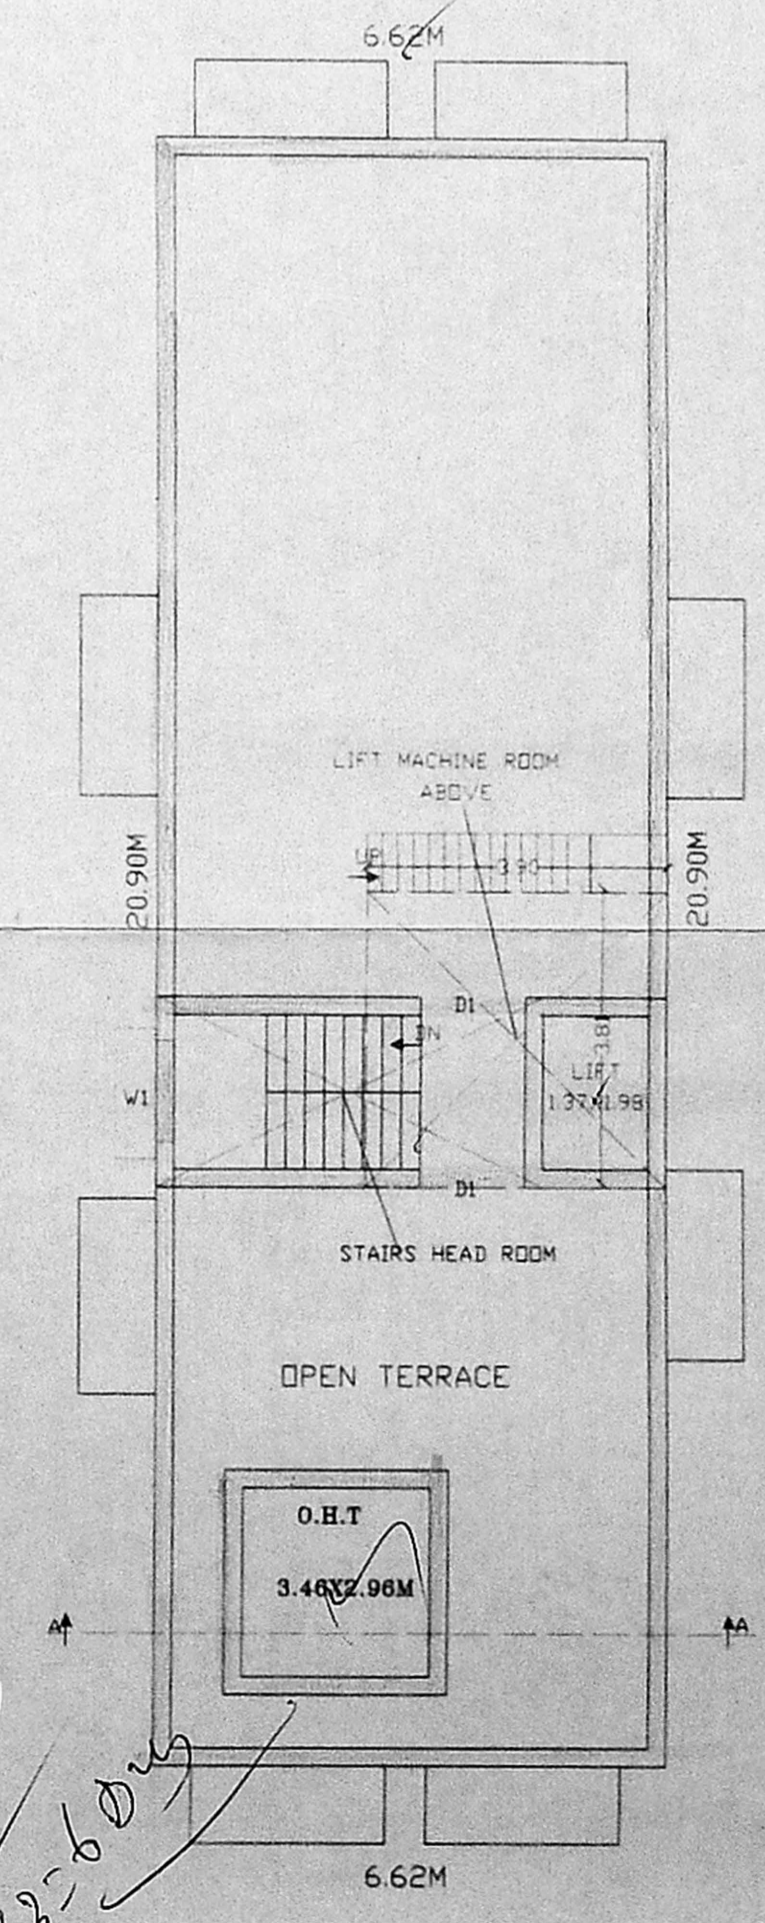 6.62M
LIFT MACHINE ROOM
ABOVE
20.90M
20.90M
UP
3.90
D1
DN
3.81
LIFT
1.37X1.98
W1
D1
STAIRS HEAD ROOM
OPEN TERRACE
O.H.T
3.46X2.96M
A
A
6.62M